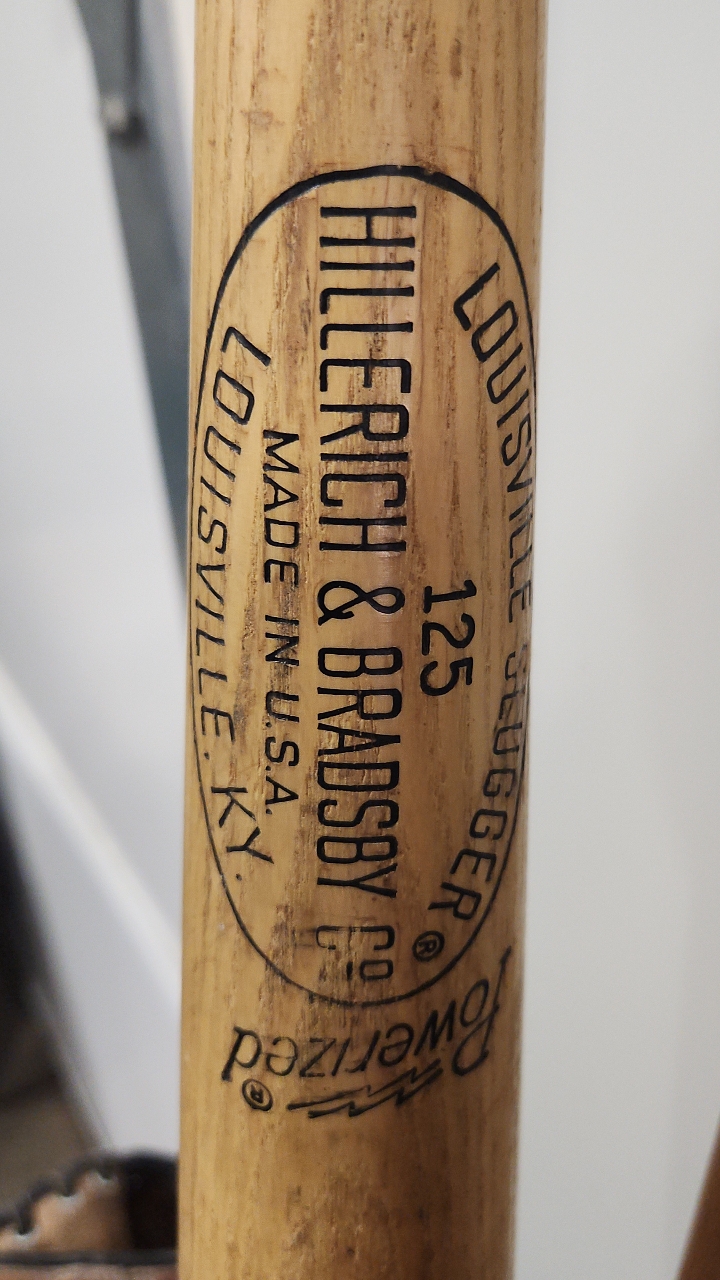 LOUISVILLE SLUGGER ®
125
HILLERICH & BRADSBY Co
MADE IN U.S.A.
LOUISVILLE. KY.
Powerized ®